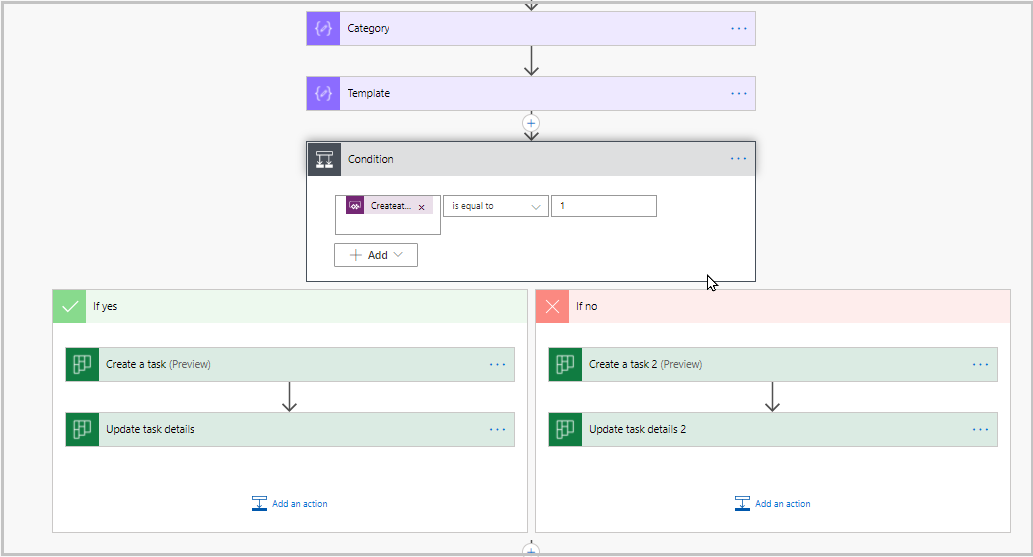 Category
Template
Condition
Createat... x is equal to 1
Add
If yes
If no
Create a task (Preview)
Create a task 2 (Preview)
Update task details
Update task details 2
Add an action
Add an action